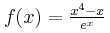 f(x) = \frac{x^4-x}{e^x}